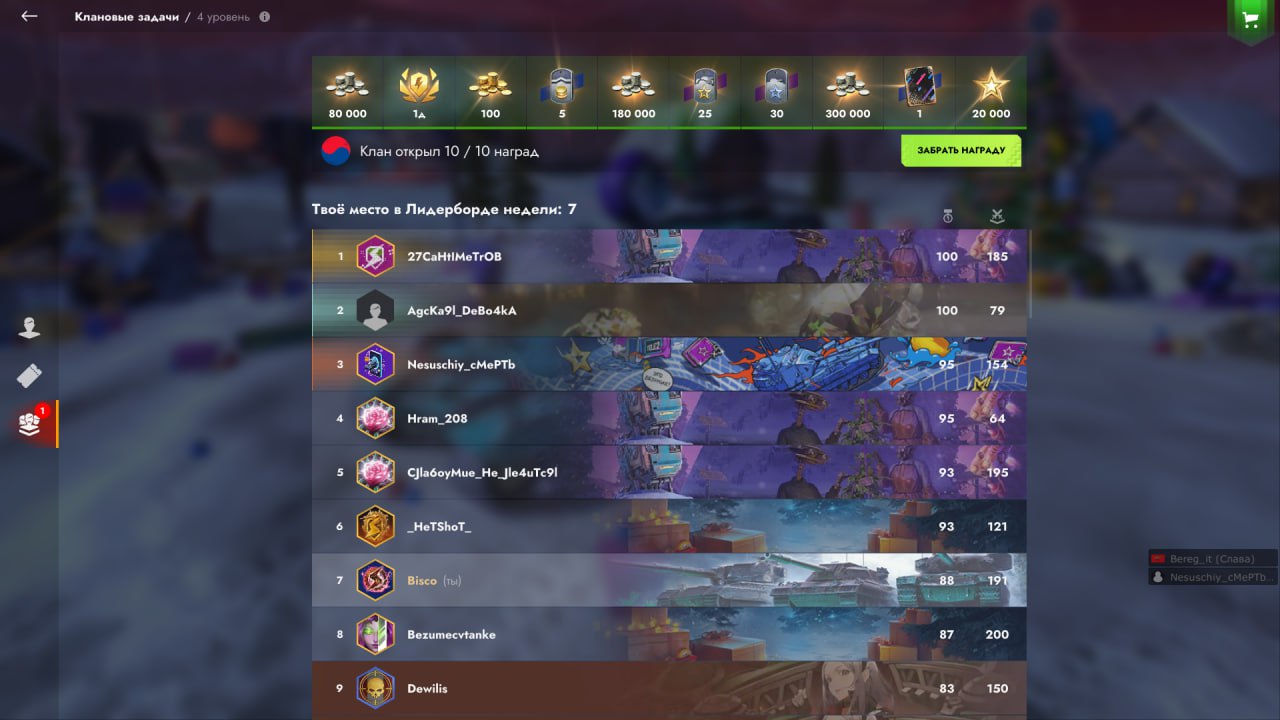 Клановые задачи / 4 уровень
80 000 1д 100 5 180 000 25 30 300 000 1 20 000
Клан открыл 10 / 10 наград
ЗАБРАТЬ НАГРАДУ
Твоё место в Лидерборде недели: 7
1 27CaHtIMeTrOB 100 185
2 AgcKa9l_DeBo4kA 100 79
3 Nesuschiy_cMePTb 95 154
4 Hram_208 95 64
5 CJla6oyMue_He_Jle4uTc9l 93 195
6 _HeTShoT_ 93 121
7 Bisco (ты) 88 191
8 Bezumecvtanke 87 200
9 Dewilis 83 150
1
Bereg_it (Слава)
Nesuschiy_cMePTb...